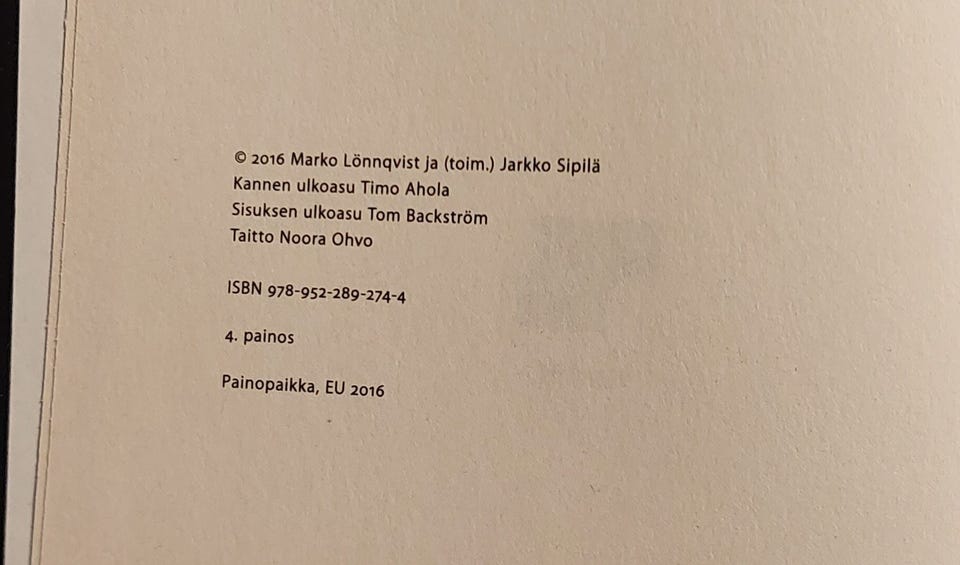 © 2016 Marko Lönnqvist ja (toim.) Jarkko Sipilä
Kannen ulkoasu Timo Ahola
Sisuksen ulkoasu Tom Backström
Taitto Noora Ohvo
ISBN 978-952-289-274-4
4. painos
Painopaikka, EU 2016